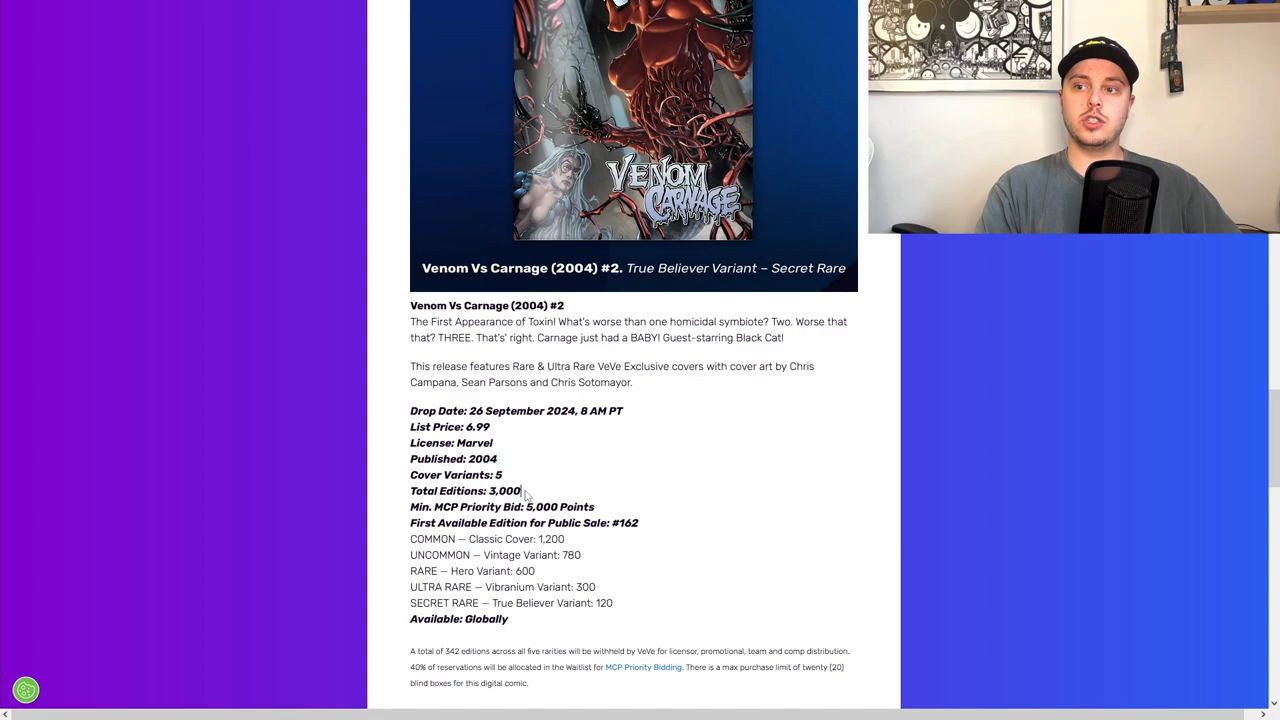 VENOM
VS
CARNAGE
Venom Vs Carnage (2004) #2. True Believer Variant – Secret Rare
Venom Vs Carnage (2004) #2
The First Appearance of Toxin! What's worse than one homicidal symbiote? Two. Worse that
that? THREE. That's' right. Carnage just had a BABY! Guest-starring Black Cat!
This release features Rare & Ultra Rare VeVe Exclusive covers with cover art by Chris
Campana, Sean Parsons and Chris Sotomayor.
Drop Date: 26 September 2024, 8 AM PT
List Price: 6.99
License: Marvel
Published: 2004
Cover Variants: 5
Total Editions: 3,000
Min. MCP Priority Bid: 5,000 Points
First Available Edition for Public Sale: #162
COMMON — Classic Cover: 1,200
UNCOMMON — Vintage Variant: 780
RARE — Hero Variant: 600
ULTRA RARE — Vibranium Variant: 300
SECRET RARE — True Believer Variant: 120
Available: Globally
A total of 342 editions across all five rarities will be withheld by VeVe for licensor, promotional, team and comp distribution.
40% of reservations will be allocated in the Waitlist for MCP Priority Bidding. There is a max purchase limit of twenty (20)
blind boxes for this digital comic.